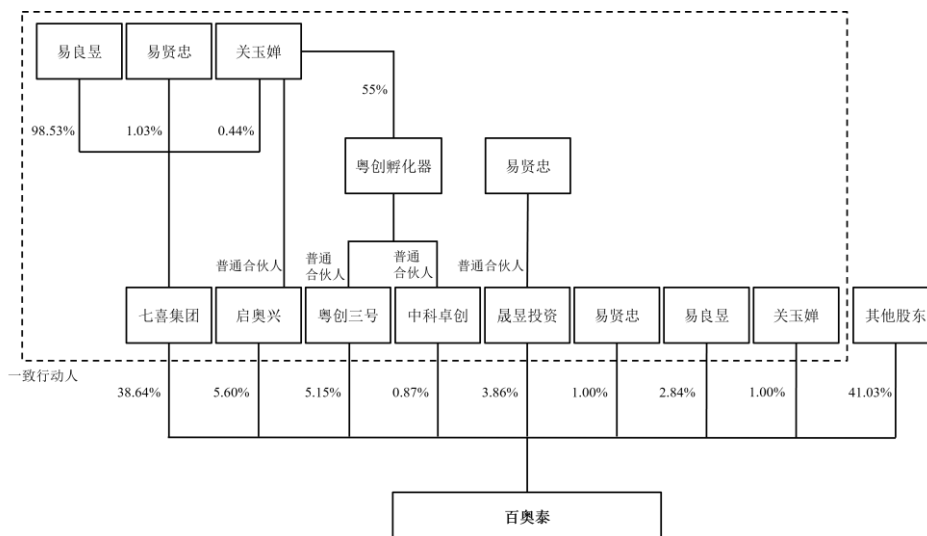 易良昱
易贤忠
关玉婵
55%
98.53%
1.03%
0.44%
粤创孵化器
易贤忠
普通合伙人
普通
合伙人
普通
合伙人
普通合伙人
七喜集团
启奥兴
粤创三号
中科卓创
晟昱投资
易贤忠
易良昱
关玉婵
其他股东
一致行动人
38.64%
5.60%
5.15%
0.87%
3.86%
1.00%
2.84%
1.00%
41.03%
百奥泰